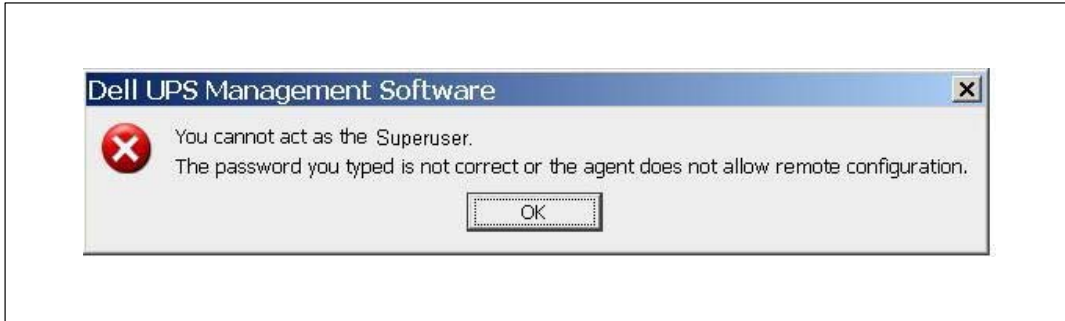 Dell UPS Management Software
You cannot act as the Superuser.
The password you typed is not correct or the agent does not allow remote configuration.
OK